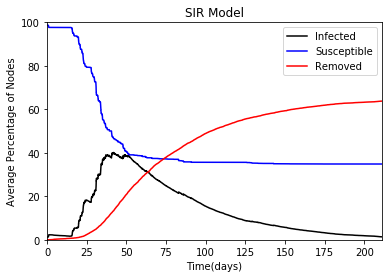 SIR Model
Infected
Susceptible
Removed
Average Percentage of Nodes
100
80
60
40
20
0
0 25 50 75 100 125 150 175 200
Time(days)